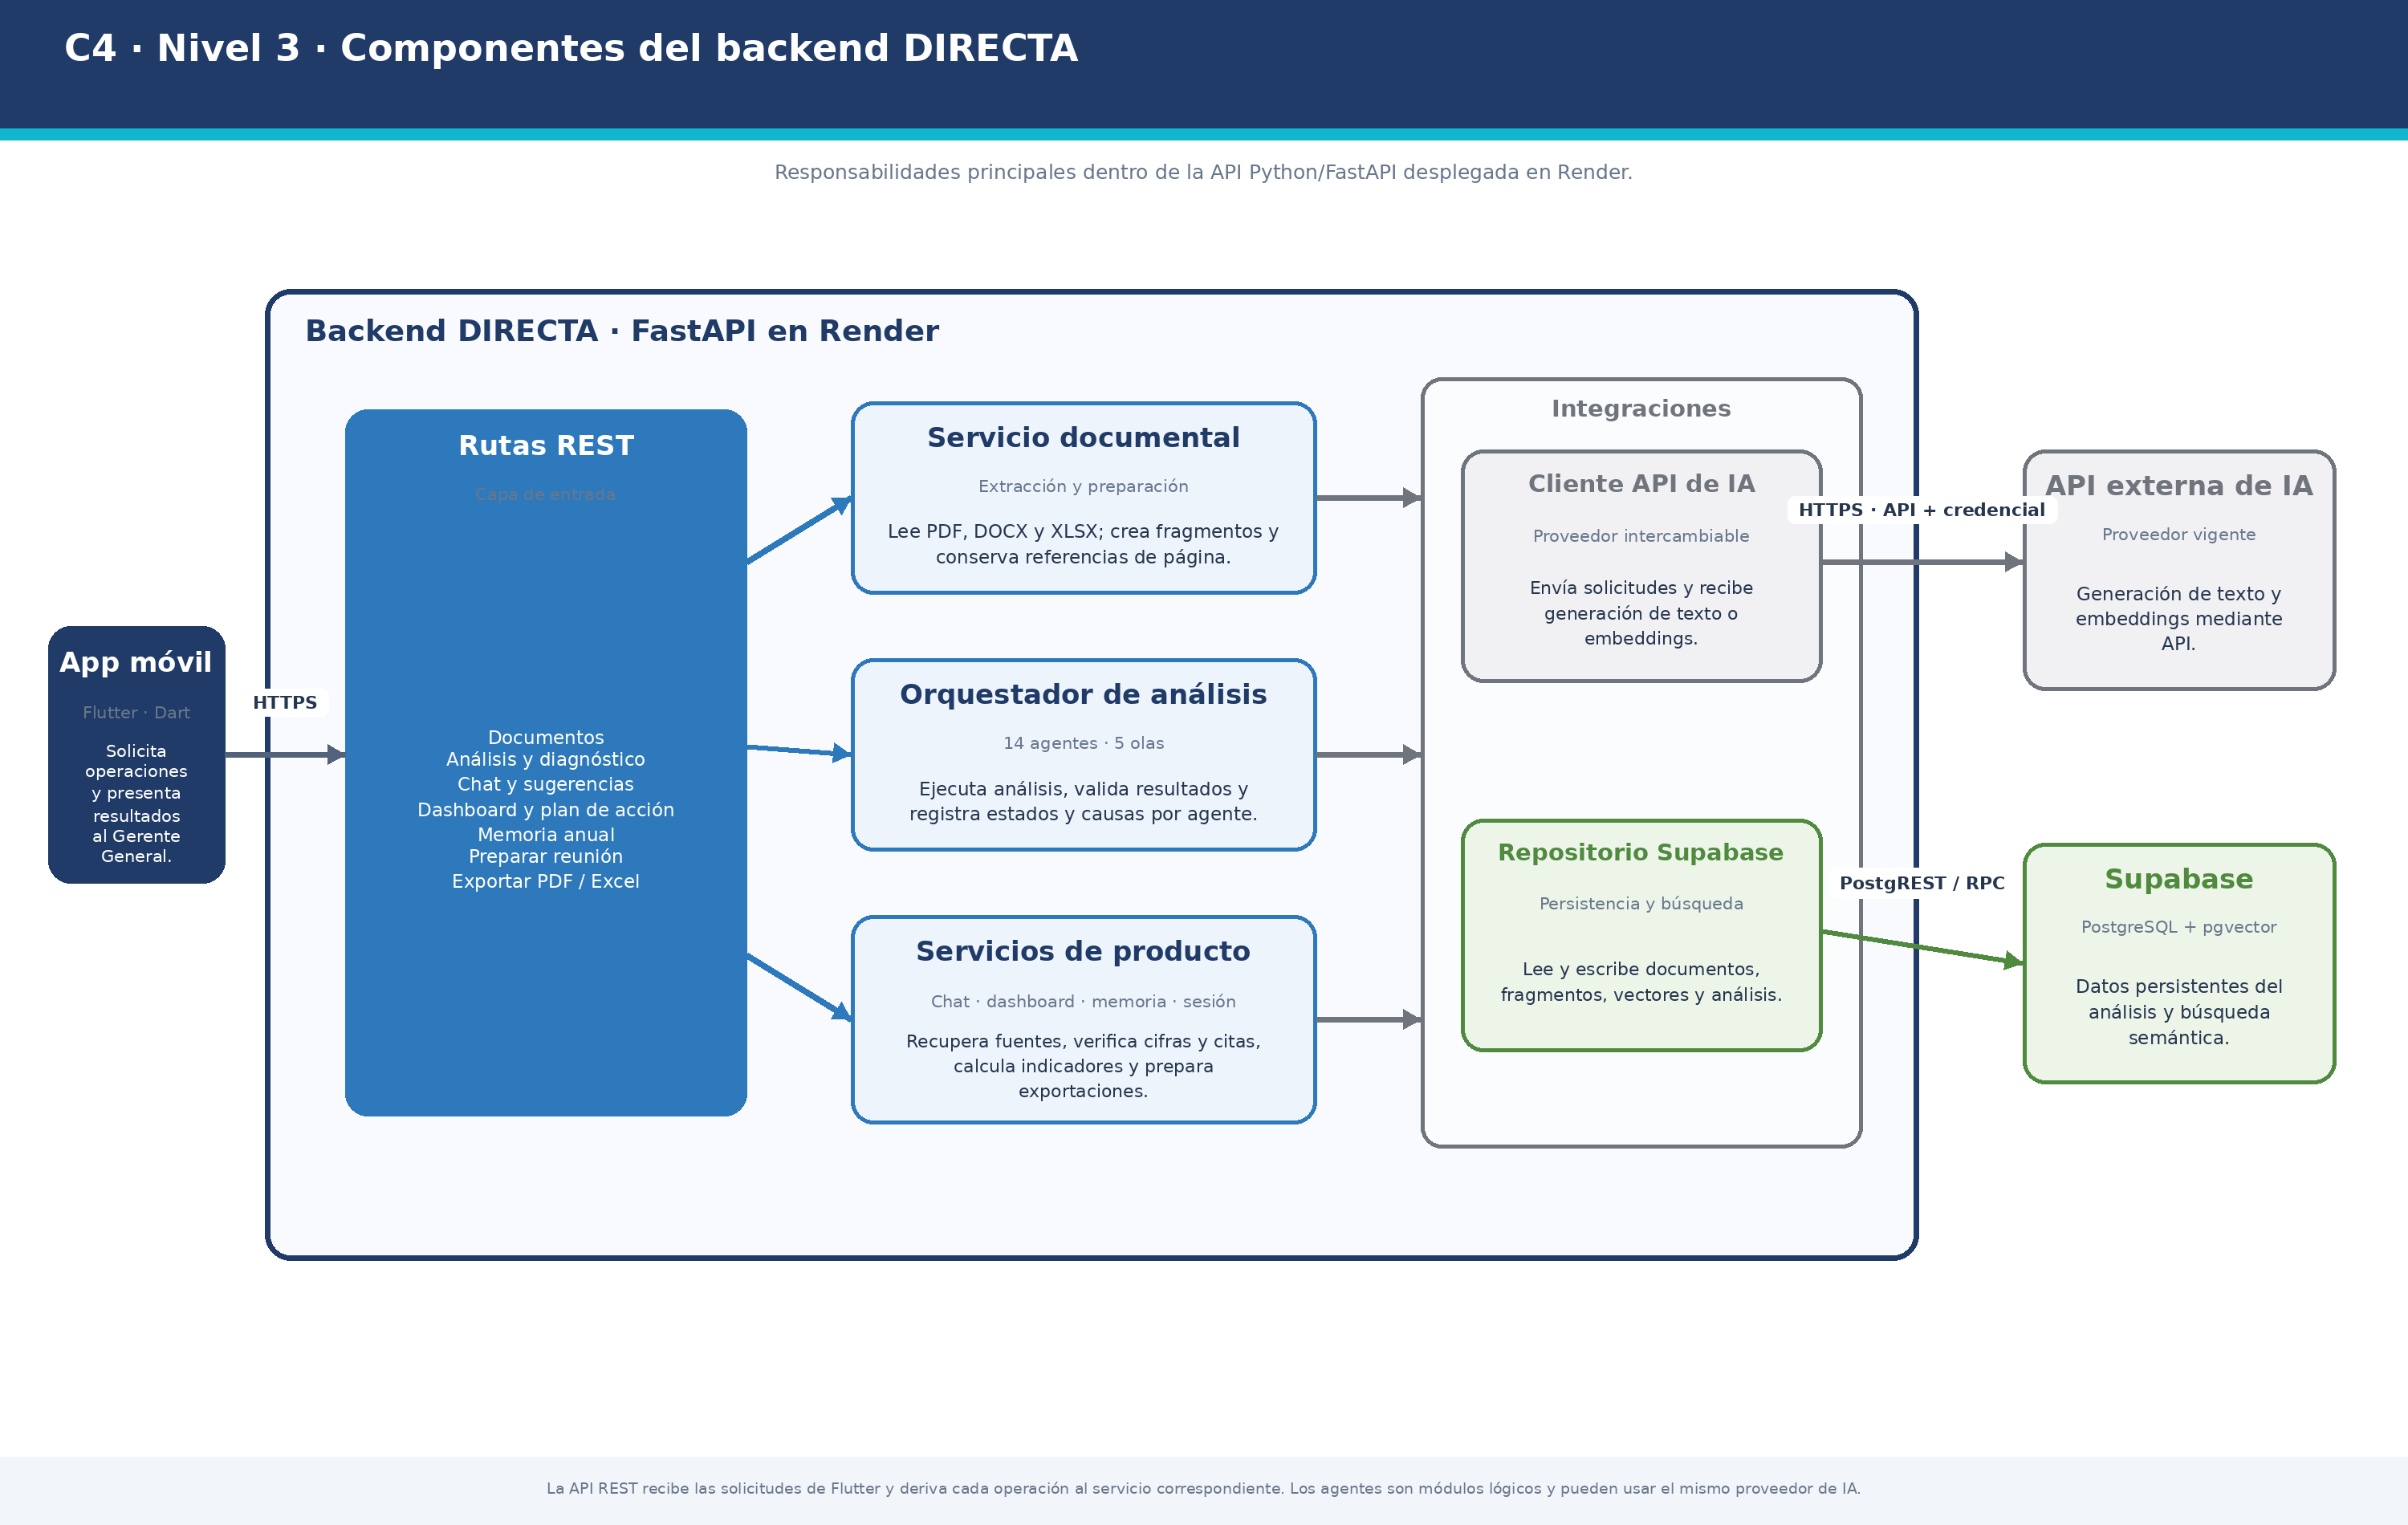 C4 · Nivel 3 · Componentes del backend DIRECTA
Responsabilidades principales dentro de la API Python/FastAPI desplegada en Render.
Backend DIRECTA · FastAPI en Render
App móvil
Flutter · Dart
Solicita
operaciones
y presenta
resultados
al Gerente
General.
HTTPS
Rutas REST
Capa de entrada
Documentos
Análisis y diagnóstico
Chat y sugerencias
Dashboard y plan de acción
Memoria anual
Preparar reunión
Exportar PDF / Excel
Servicio documental
Extracción y preparación
Lee PDF, DOCX y XLSX; crea fragmentos y
conserva referencias de página.
Orquestador de análisis
14 agentes · 5 olas
Ejecuta análisis, valida resultados y
registra estados y causas por agente.
Servicios de producto
Chat · dashboard · memoria · sesión
Recupera fuentes, verifica cifras y citas,
calcula indicadores y prepara
exportaciones.
Integraciones
Cliente API de IA
Proveedor intercambiable
Envía solicitudes y recibe
generación de texto o
embeddings.
Repositorio Supabase
Persistencia y búsqueda
Lee y escribe documentos,
fragmentos, vectores y análisis.
HTTPS · API + credencial
PostgREST / RPC
API externa de IA
Proveedor vigente
Generación de texto y
embeddings mediante
API.
Supabase
PostgreSQL + pgvector
Datos persistentes del
análisis y búsqueda
semántica.
La API REST recibe las solicitudes de Flutter y deriva cada operación al servicio correspondiente. Los agentes son módulos lógicos y pueden usar el mismo proveedor de IA.